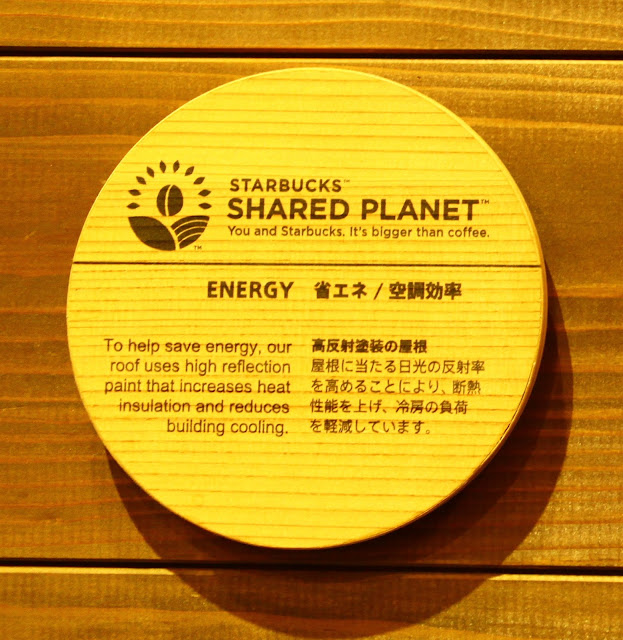 STARBUCKS™
SHARED PLANET™
You and Starbucks. It's bigger than coffee.
™
ENERGY 省エネ / 空調効率
To help save energy, our
roof uses high reflection
paint that increases heat
insulation and reduces
building cooling.
高反射塗装の屋根
屋根に当たる日光の反射率
を高めることにより、断熱
性能を上げ、冷房の負荷
を軽減しています。